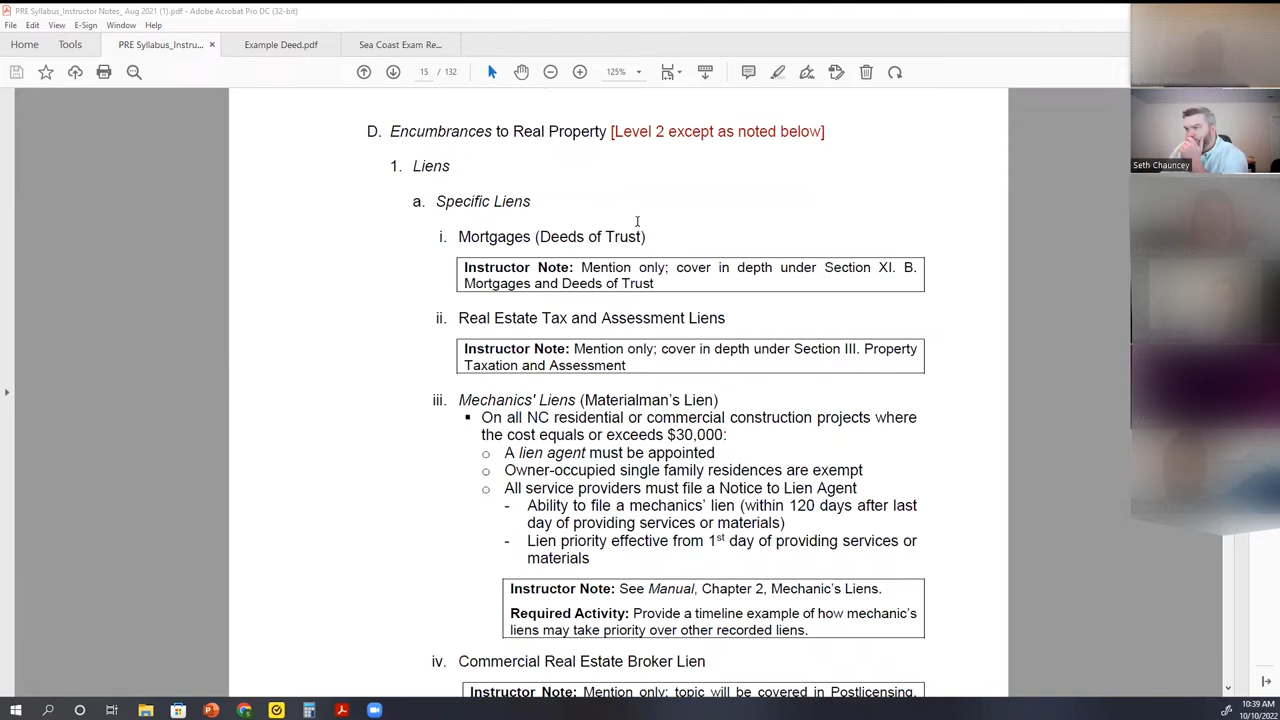 PRE Syllabus_Instructor Notes_ Aug 2021 (1).pdf - Adobe Acrobat Pro DC (32-bit)
File Edit View E-Sign Window Help
Home Tools PRE Syllabus_Instru... × Example Deed.pdf Sea Coast Exam Re...
15 / 132 125%
D. Encumbrances to Real Property [Level 2 except as noted below]
1. Liens
a. Specific Liens
i. Mortgages (Deeds of Trust)
Instructor Note: Mention only; cover in depth under Section XI. B.
Mortgages and Deeds of Trust
ii. Real Estate Tax and Assessment Liens
Instructor Note: Mention only; cover in depth under Section III. Property
Taxation and Assessment
iii. Mechanics' Liens (Materialman's Lien)
▪ On all NC residential or commercial construction projects where
the cost equals or exceeds $30,000:
o A lien agent must be appointed
o Owner-occupied single family residences are exempt
o All service providers must file a Notice to Lien Agent
- Ability to file a mechanics' lien (within 120 days after last
day of providing services or materials)
- Lien priority effective from 1st day of providing services or
materials
Instructor Note: See Manual, Chapter 2, Mechanic's Liens.
Required Activity: Provide a timeline example of how mechanic's
liens may take priority over other recorded liens.
iv. Commercial Real Estate Broker Lien
Instructor Note: Mention only; topic will be covered in Postlicensing.
Seth Chauncey
10:39 AM
10/10/2022